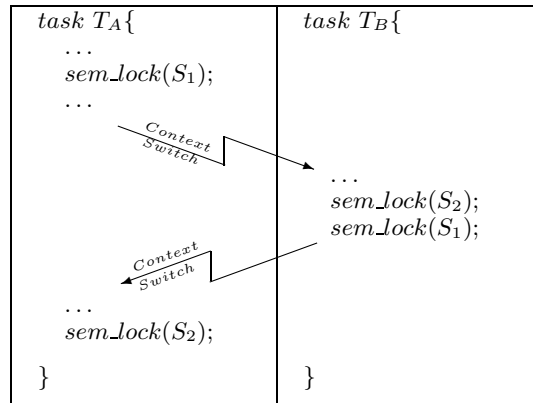 task T_A{
...
sem_lock(S_1);
...
Context
Switch
...
sem_lock(S_2);
}
task T_B{
...
sem_lock(S_2);
sem_lock(S_1);
Context
Switch
}